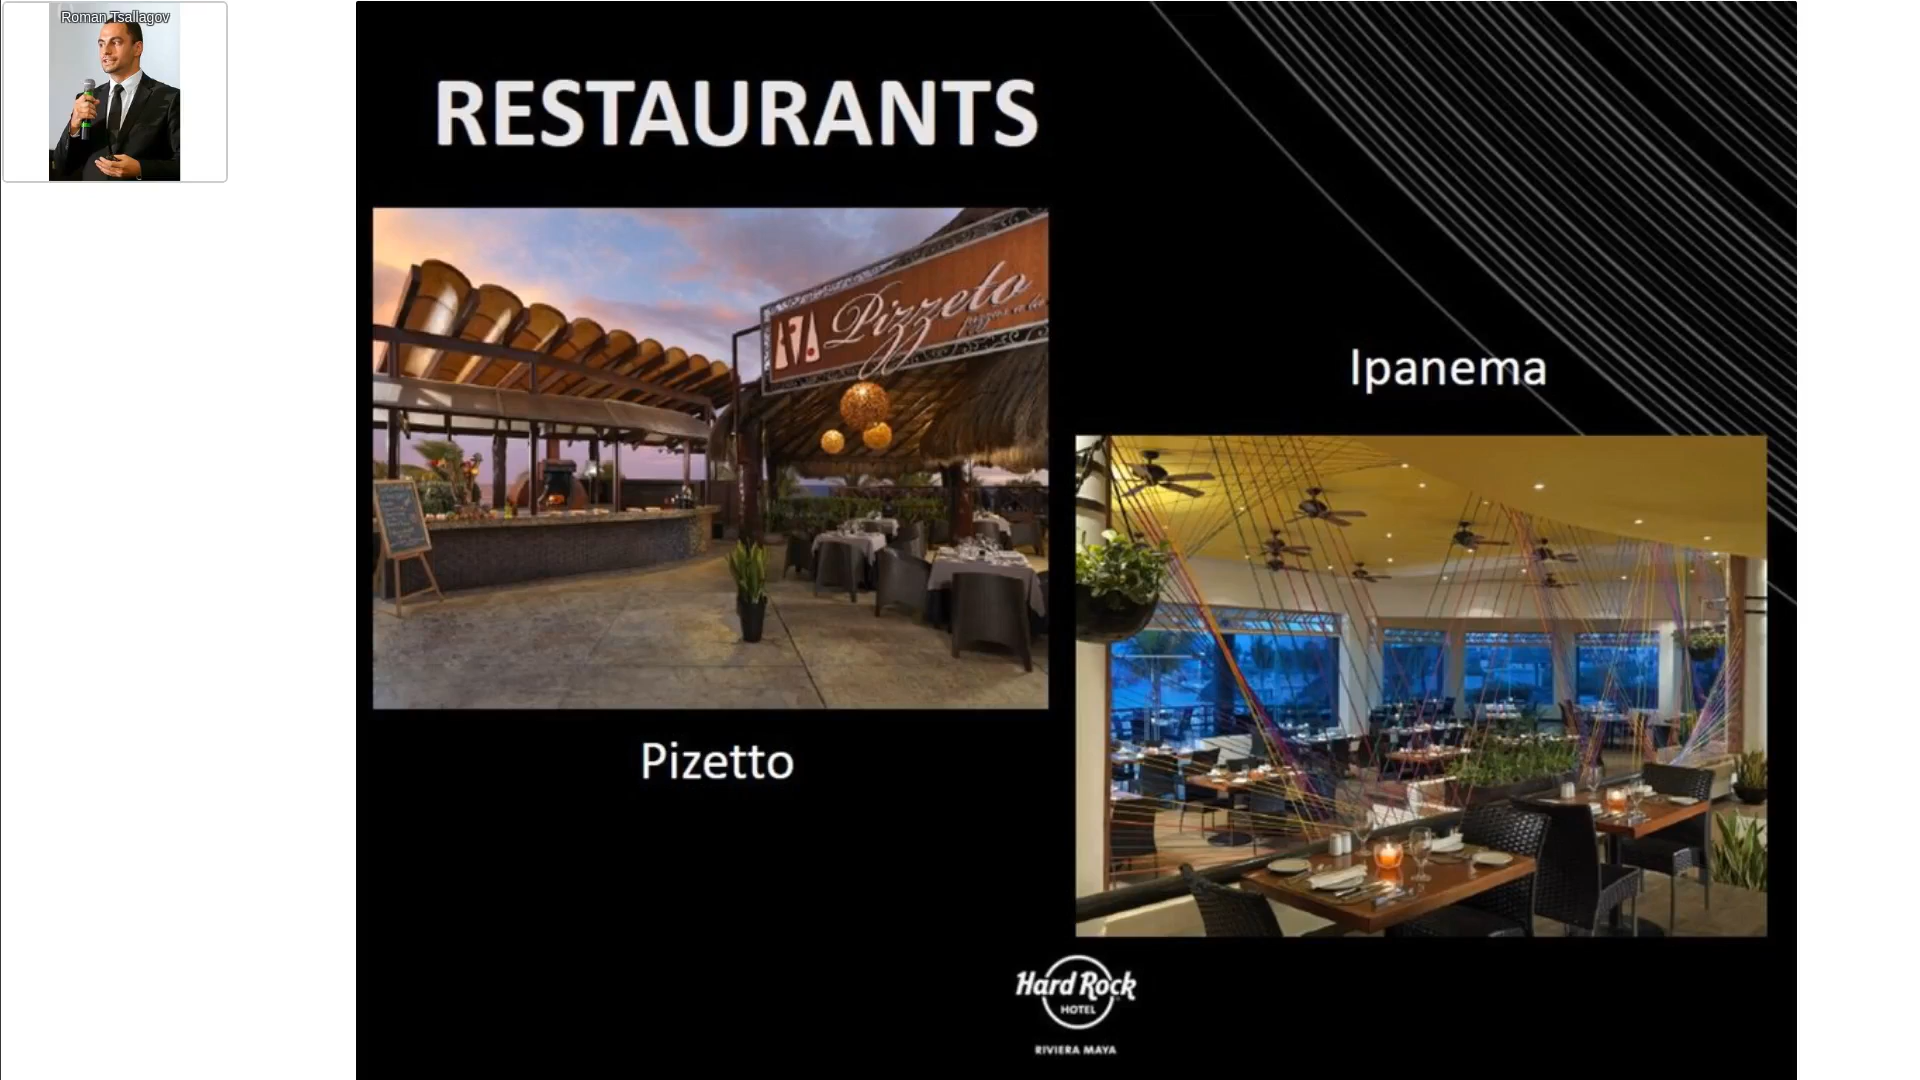 Roman Tsallagov
RESTAURANTS
Pizzeto
Ipanema
Pizetto
Hard Rock
HOTEL
RIVIERA MAYA